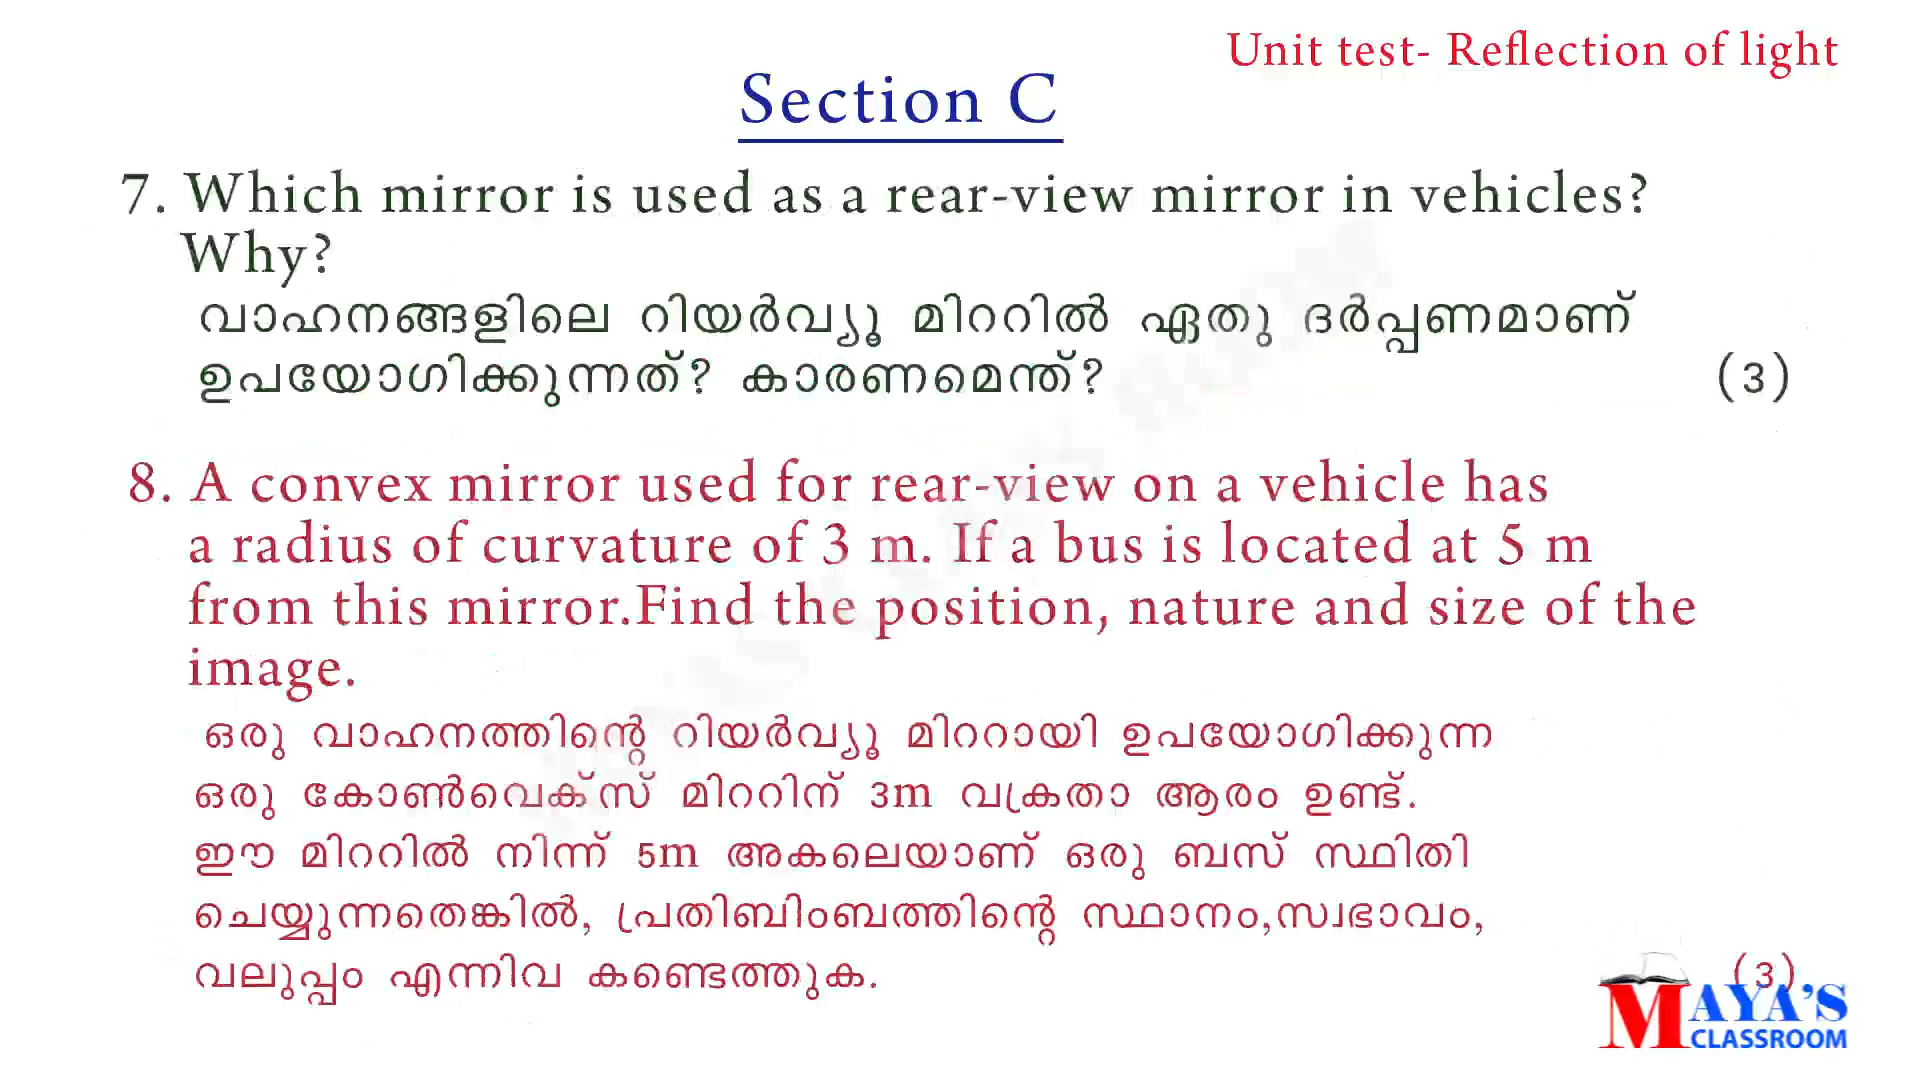 Unit test- Reflection of light
Section C
7. Which mirror is used as a rear-view mirror in vehicles?
Why?
വാഹനങ്ങളിലെ റിയർവ്യൂ മിററിൽ ഏതു ദർപ്പണമാണ്
ഉപയോഗിക്കുന്നത്? കാരണമെന്ത്?
(3)
8. A convex mirror used for rear-view on a vehicle has
a radius of curvature of 3 m. If a bus is located at 5 m
from this mirror.Find the position, nature and size of the
image.
ഒരു വാഹനത്തിന്റെ റിയർവ്യൂ മിററായി ഉപയോഗിക്കുന്ന
ഒരു കോൺവെക്സ് മിററിന് 3m വക്രതാ ആരം ഉണ്ട്.
ഈ മിററിൽ നിന്ന് 5m അകലെയാണ് ഒരു ബസ് സ്ഥിതി
ചെയ്യുന്നതെങ്കിൽ, പ്രതിബിംബത്തിന്റെ സ്ഥാനം,സ്വഭാവം,
വലുപ്പം എന്നിവ കണ്ടെത്തുക.
(3)
MAYA'S
CLASSROOM